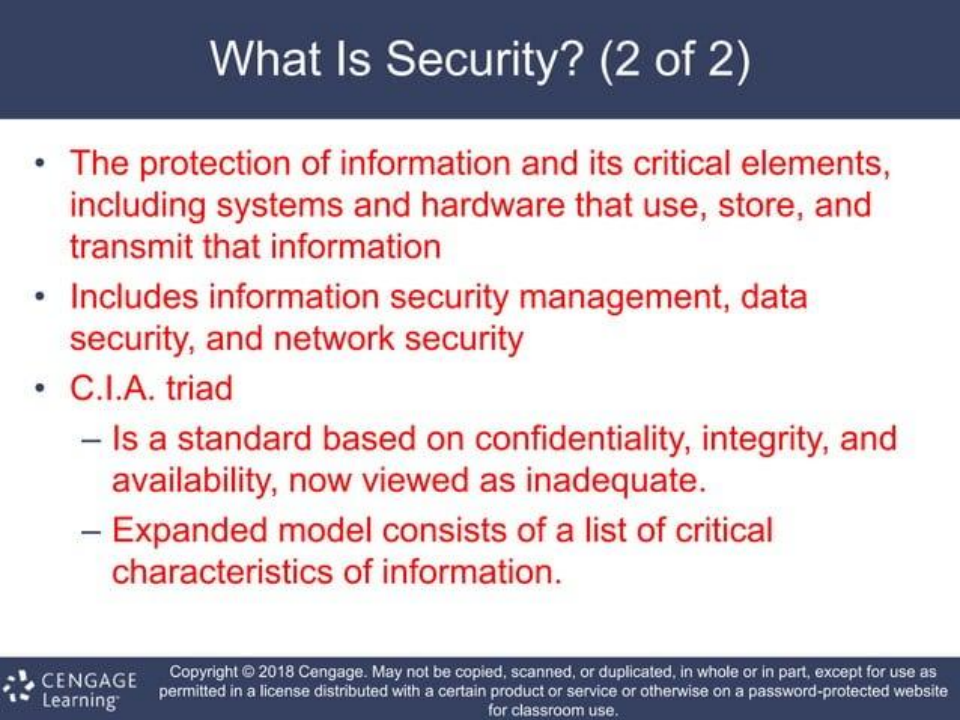 What Is Security? (2 of 2)
• The protection of information and its critical elements,
including systems and hardware that use, store, and
transmit that information
• Includes information security management, data
security, and network security
• C.I.A. triad
– Is a standard based on confidentiality, integrity, and
availability, now viewed as inadequate.
– Expanded model consists of a list of critical
characteristics of information.
CENGAGE
Learning™
Copyright © 2018 Cengage. May not be copied, scanned, or duplicated, in whole or in part, except for use as
permitted in a license distributed with a certain product or service or otherwise on a password-protected website
for classroom use.